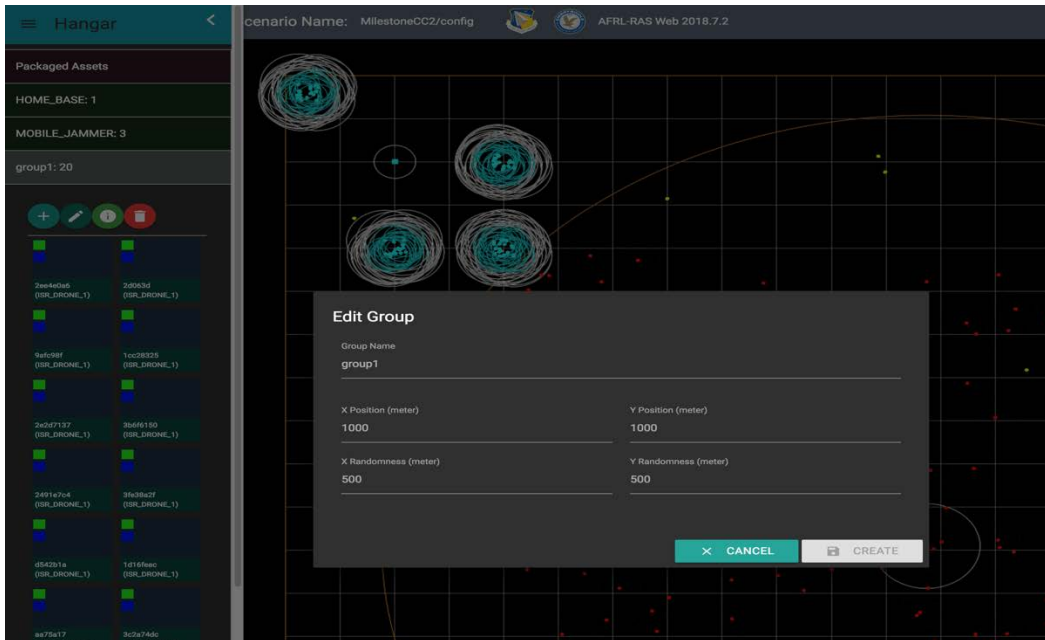 Hangar
cenario Name: MilestoneCC2/config
AFRL-RAS Web 2018.7.2
Packaged Assets
HOME_BASE: 1
MOBILE_JAMMER: 3
group1: 20
2ee4e0a6 2d063d
(ISR_DRONE_1) (ISR_DRONE_1)
9afc98f 1cc28325
(ISR_DRONE_1) (ISR_DRONE_1)
2e2d7137 3b6f6150
(ISR_DRONE_1) (ISR_DRONE_1)
2491e7c4 3fe38a2f
(ISR_DRONE_1) (ISR_DRONE_1)
d542b1a 1d16feec
(ISR_DRONE_1) (ISR_DRONE_1)
aa75a17 3c2a74dc
Edit Group
Group Name
group1
X Position (meter) Y Position (meter)
1000 1000
X Randomness (meter) Y Randomness (meter)
500 500
CANCEL CREATE